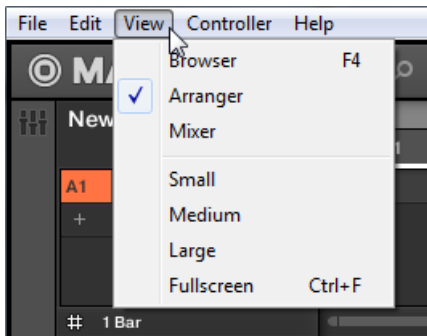 File Edit View Controller Help
MA
Browser F4
Arranger
Mixer
Small
Medium
Large
Fullscreen Ctrl+F
New
1
A1
+
1 Bar